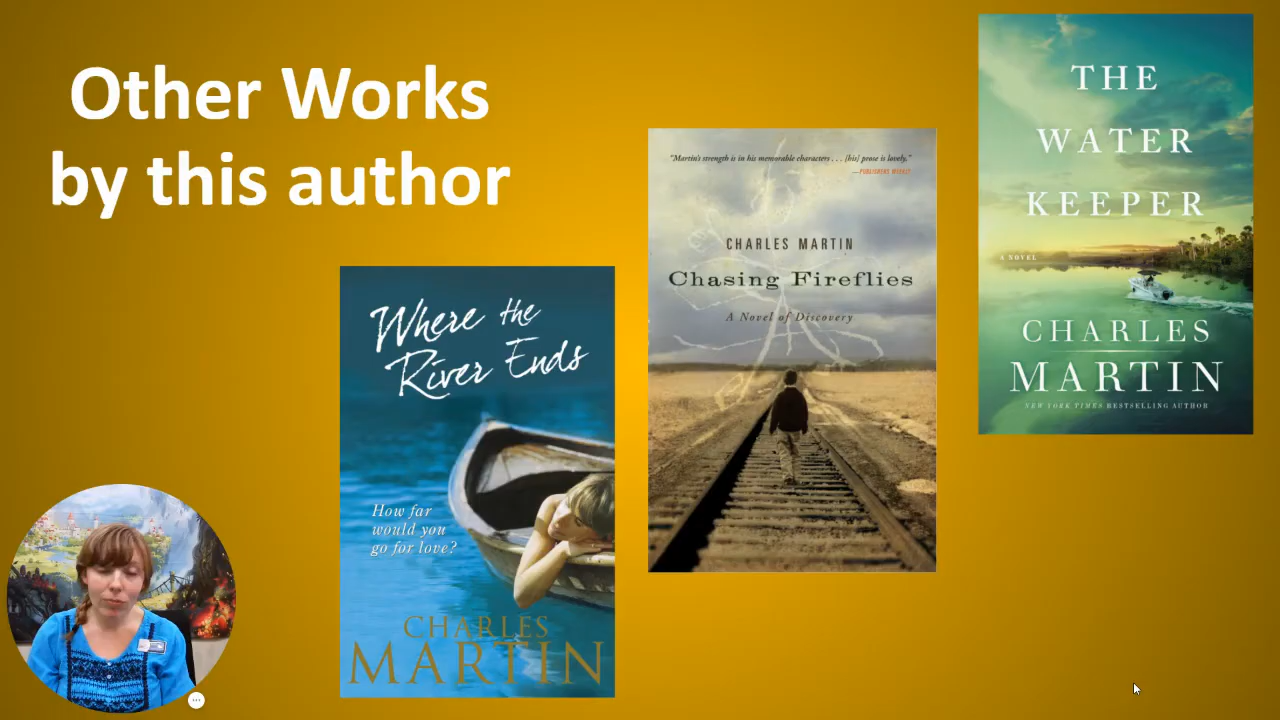 Other Works
by this author
Where the
River Ends
How far
would you
go for love?
CHARLES
MARTIN
"Martin's strength is in his memorable characters . . . [his] prose is lovely."
—PUBLISHERS WEEKLY
CHARLES MARTIN
Chasing Fireflies
A Novel of Discovery
THE
WATER
KEEPER
A NOVEL
CHARLES
MARTIN
NEW YORK TIMES BESTSELLING AUTHOR